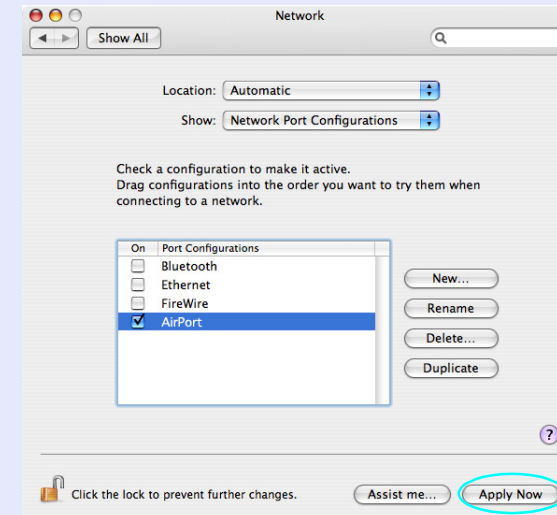 Network
Show All
Location: Automatic
Show: Network Port Configurations
Check a configuration to make it active.
Drag configurations into the order you want to try them when
connecting to a network.
On Port Configurations
Bluetooth
Ethernet
FireWire
AirPort
New...
Rename
Delete...
Duplicate
?
Click the lock to prevent further changes.
Assist me...
Apply Now